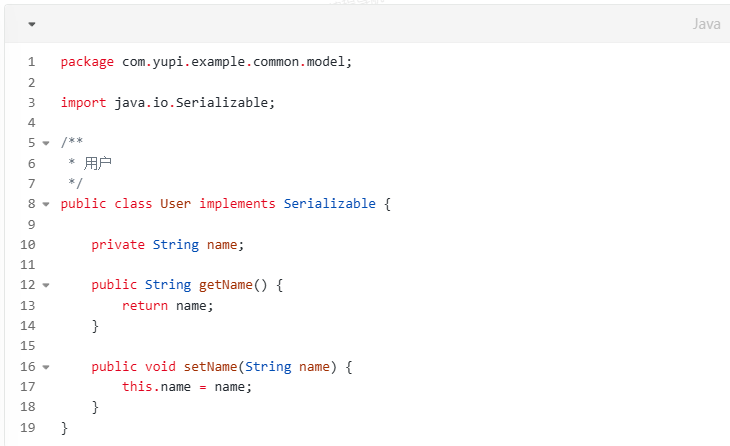 Java
1 package com.yupi.example.common.model;
2
3 import java.io.Serializable;
4
5 /**
6  * 用户
7  */
8 public class User implements Serializable {
9
10     private String name;
11
12     public String getName() {
13         return name;
14     }
15
16     public void setName(String name) {
17         this.name = name;
18     }
19 }